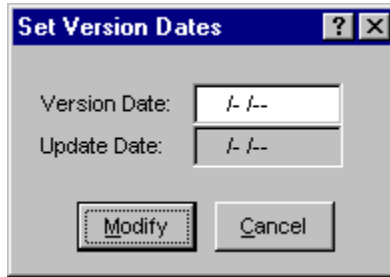 Set Version Dates ? X
Version Date: /- /--
Update Date: /- /--
Modify Cancel